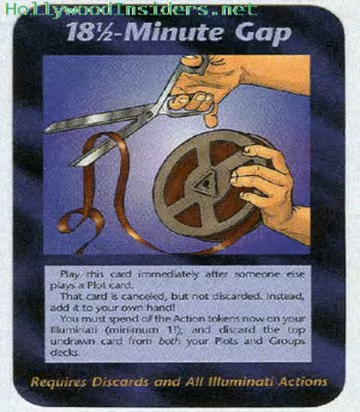 HollywoodInsiders.net
18½-Minute Gap
Play this card immediately after someone else
plays a Plot card.
That card is canceled, but not discarded. Instead,
add it to your own hand!
You must spend all the Action tokens now on your
Illuminati (minimum 1!), and discard the top
undrawn card from both your Plots and Groups
decks.
Requires Discards and All Illuminati Actions